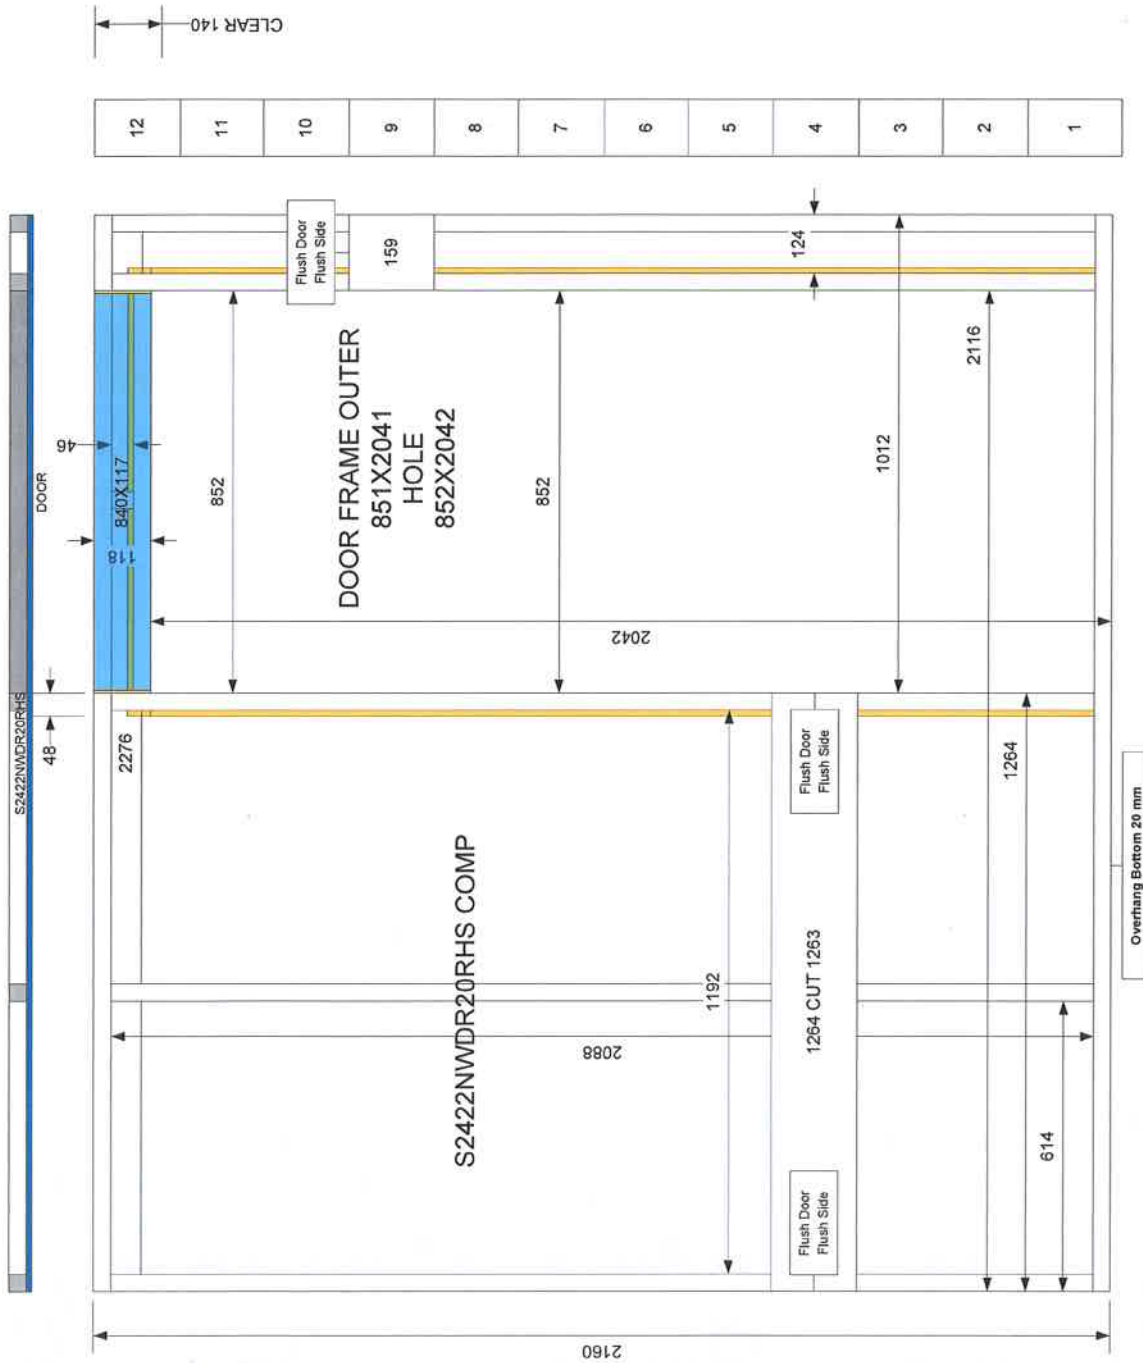 CLEAR 140
12
11
10
9
8
7
6
5
4
3
2
1
DOOR
S2422NWDR20RHS
48
46
840X117
118
Flush Door
Flush Side
159
124
852
DOOR FRAME OUTER
851X2041
HOLE
852X2042
852
1012
2116
2042
2276
S2422NWDR20RHS COMP
1192
Flush Door
Flush Side
1264
2088
1264 CUT 1263
Flush Door
Flush Side
614
2160
Overhang Bottom 20 mm